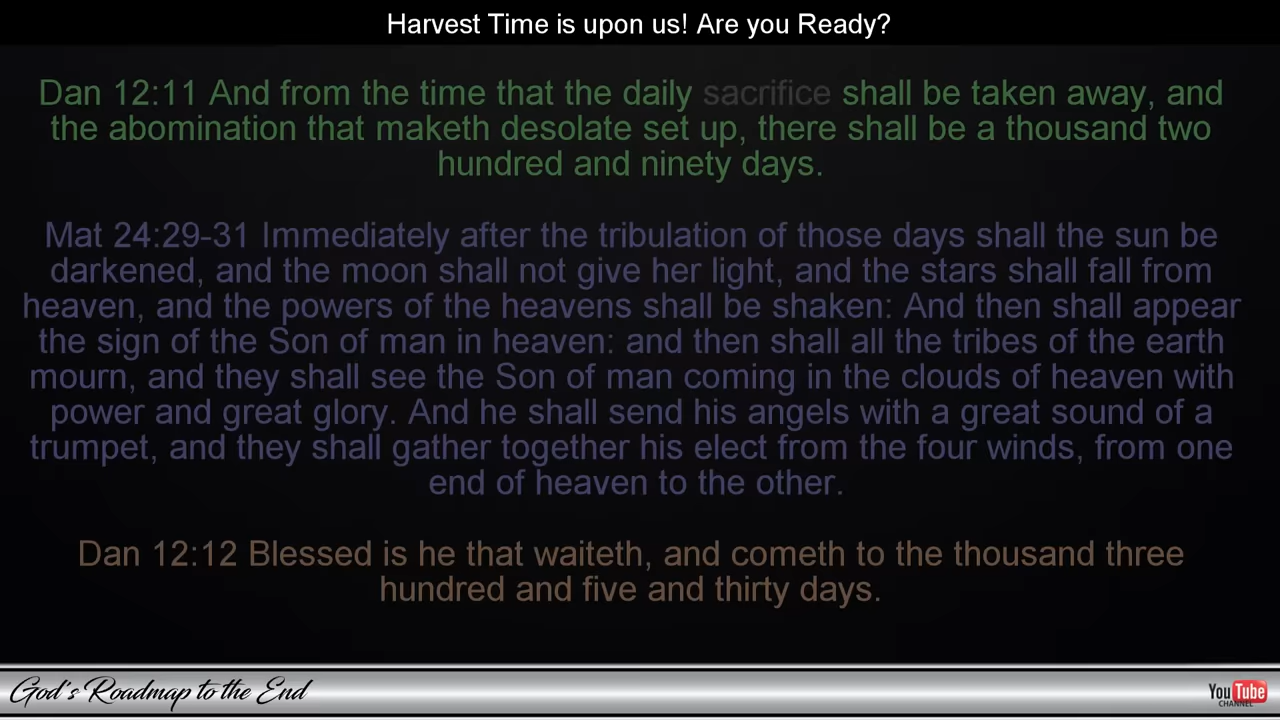 Harvest Time is upon us! Are you Ready?
Dan 12:11 And from the time that the daily sacrifice shall be taken away, and
the abomination that maketh desolate set up, there shall be a thousand two
hundred and ninety days.
Mat 24:29-31 Immediately after the tribulation of those days shall the sun be
darkened, and the moon shall not give her light, and the stars shall fall from
heaven, and the powers of the heavens shall be shaken: And then shall appear
the sign of the Son of man in heaven: and then shall all the tribes of the earth
mourn, and they shall see the Son of man coming in the clouds of heaven with
power and great glory. And he shall send his angels with a great sound of a
trumpet, and they shall gather together his elect from the four winds, from one
end of heaven to the other.
Dan 12:12 Blessed is he that waiteth, and cometh to the thousand three
hundred and five and thirty days.
God's Roadmap to the End
YouTube
CHANNEL